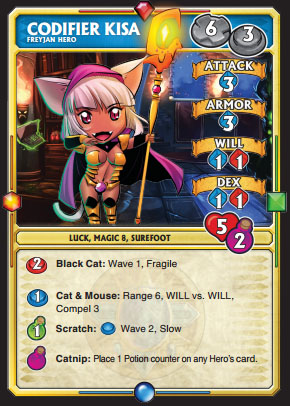 CODIFIER KISA
FREYJAN HERO
6
3
ATTACK
3
ARMOR
3
WILL
1 1
DEX
1 1
5
2
LUCK, MAGIC 8, SUREFOOT
2 Black Cat: Wave 1, Fragile
1 Cat & Mouse: Range 6, WILL vs. WILL,
Compel 3
1 Scratch: Wave 2, Slow
Catnip: Place 1 Potion counter on any Hero's card.